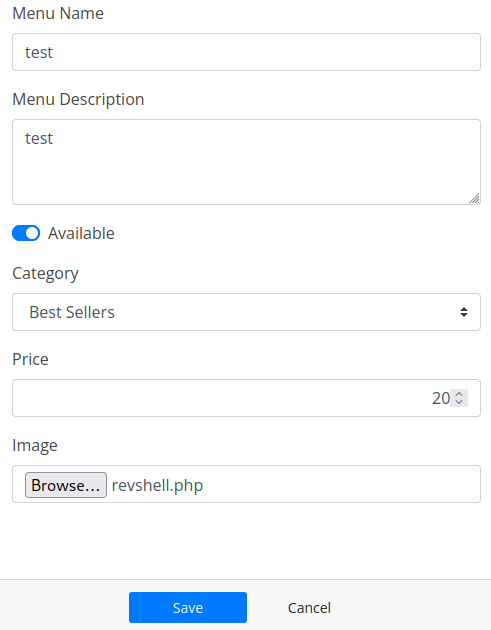 Menu Name
test
Menu Description
test
Available
Category
Best Sellers
Price
20
Image
Browse... revshell.php
Save Cancel